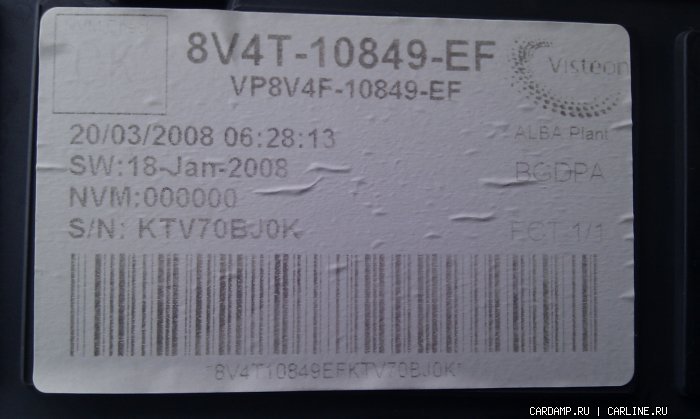 8V4T-10849-EF
VP8V4F-10849-EF
Visteon
20/03/2008 06:28:13
ALBA Plant
SW:18-Jan-2008
BGDPA
NVM:000000
S/N: KTV70BJ0K
FCT 1/1
*8V4T10849EFKTV70BJ0K*
CARDAMP.RU | CARLINE.RU